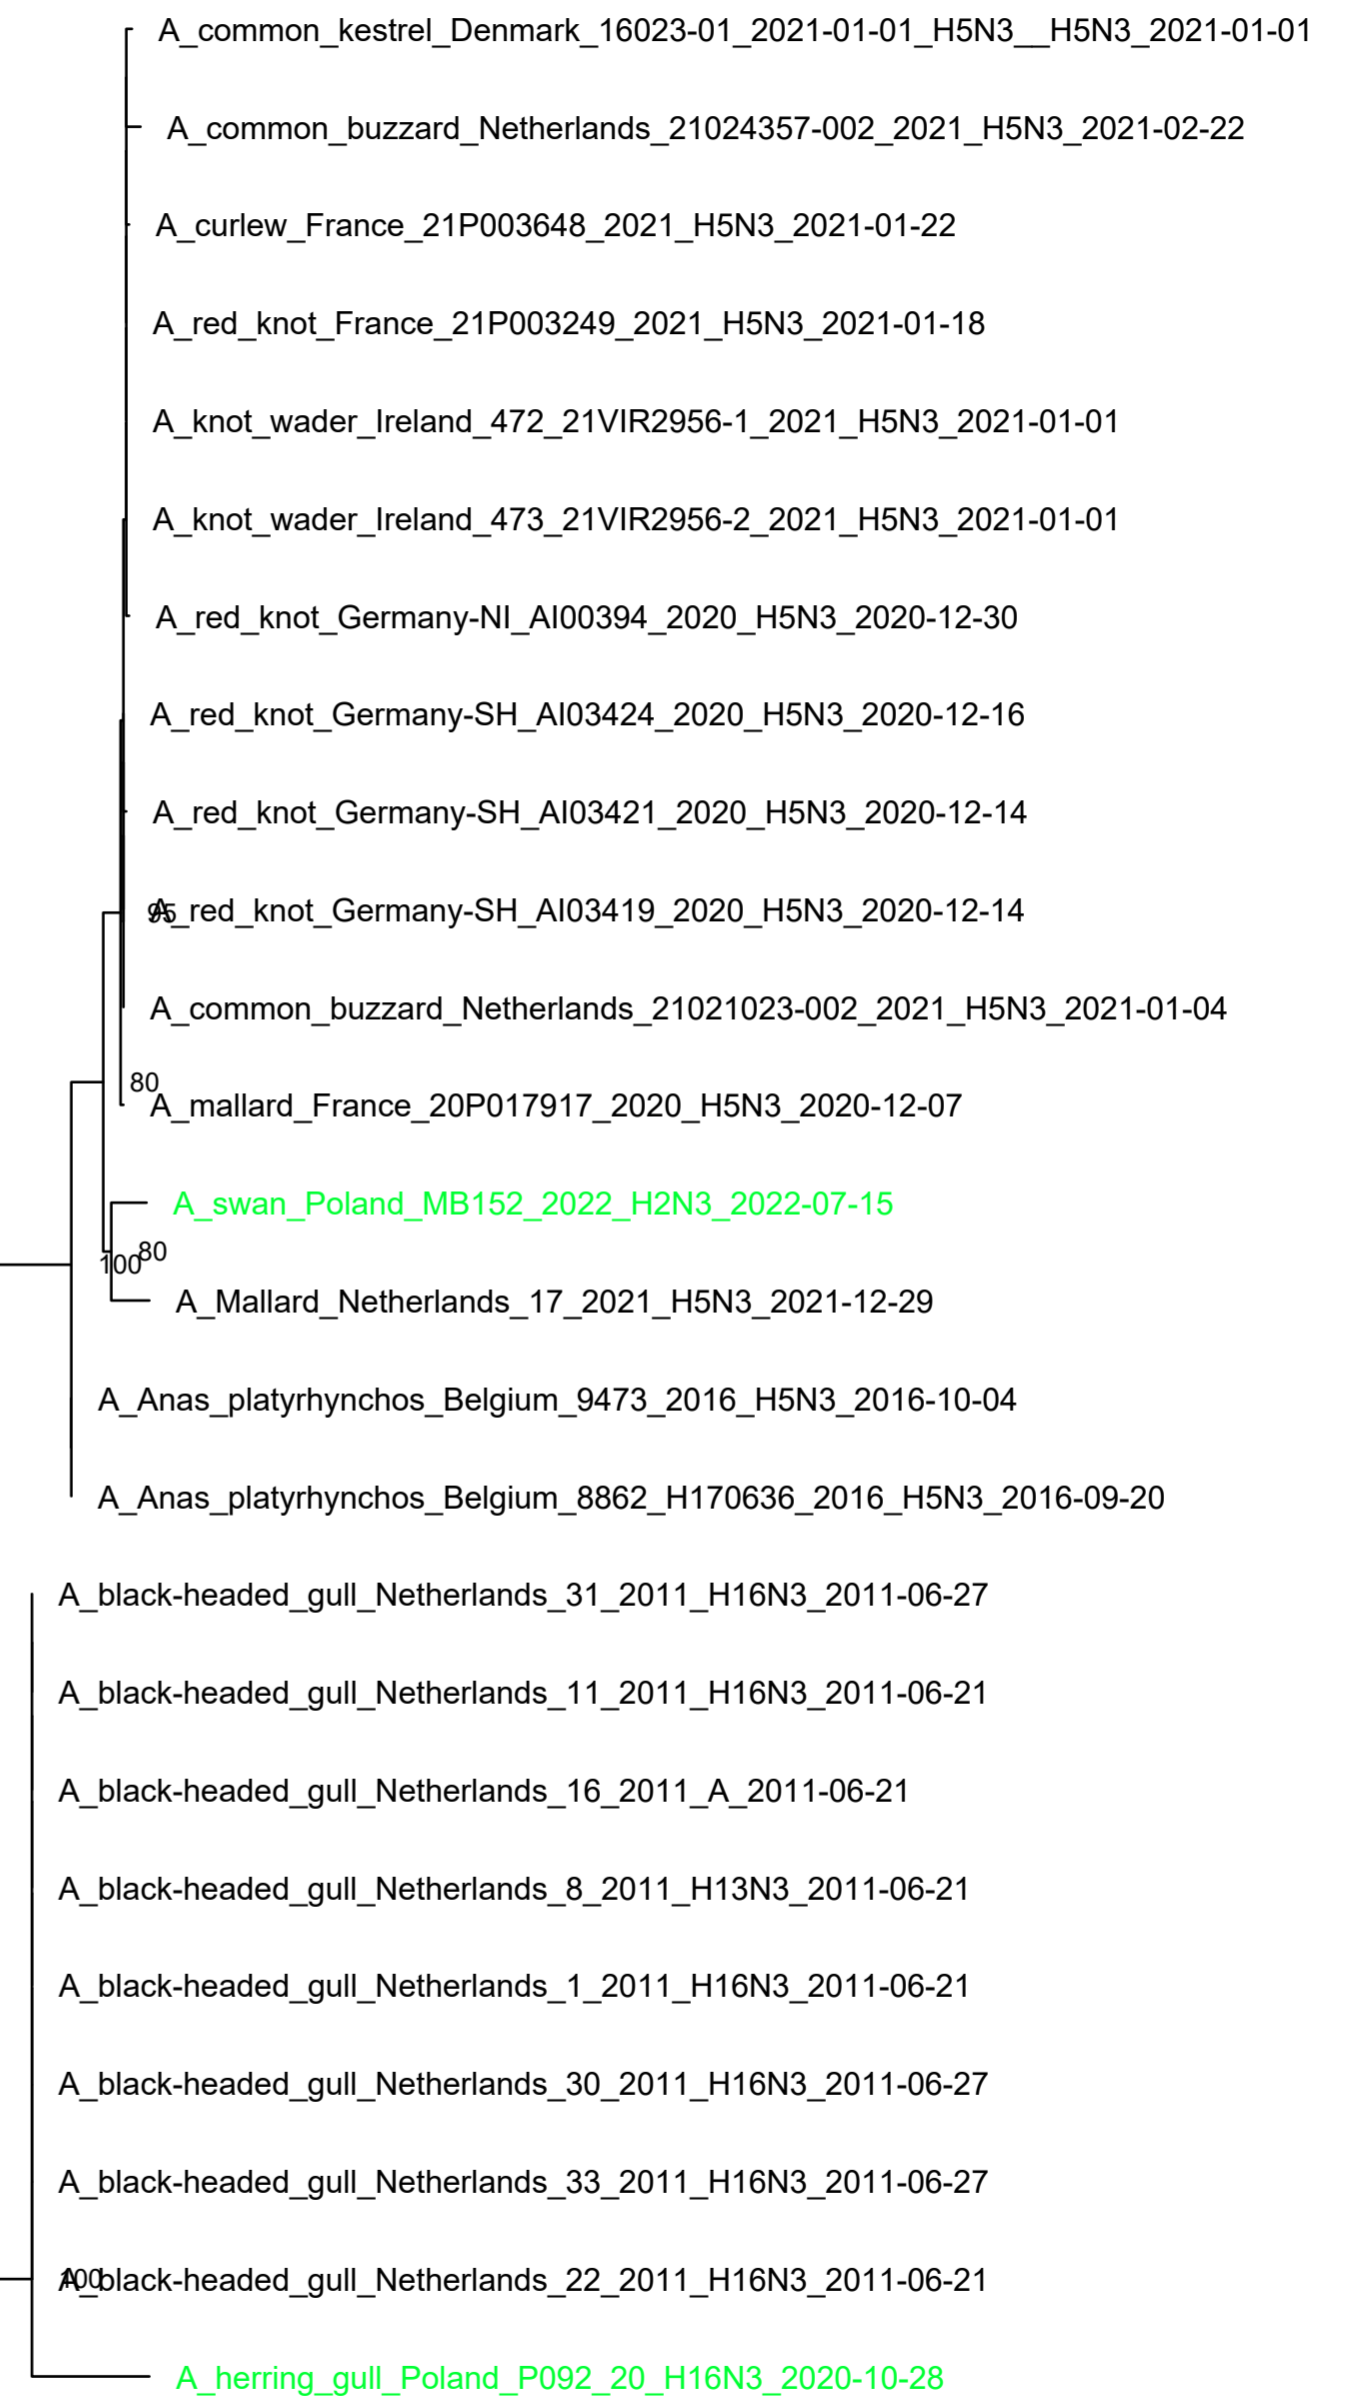 A_common_kestrel_Denmark_16023-01_2021-01-01_H5N3__H5N3_2021-01-01
A_common_buzzard_Netherlands_21024357-002_2021_H5N3_2021-02-22
A_curlew_France_21P003648_2021_H5N3_2021-01-22
A_red_knot_France_21P003249_2021_H5N3_2021-01-18
A_knot_wader_Ireland_472_21VIR2956-1_2021_H5N3_2021-01-01
A_knot_wader_Ireland_473_21VIR2956-2_2021_H5N3_2021-01-01
A_red_knot_Germany-NI_AI00394_2020_H5N3_2020-12-30
A_red_knot_Germany-SH_AI03424_2020_H5N3_2020-12-16
A_red_knot_Germany-SH_AI03421_2020_H5N3_2020-12-14
95
A_red_knot_Germany-SH_AI03419_2020_H5N3_2020-12-14
A_common_buzzard_Netherlands_21021023-002_2021_H5N3_2021-01-04
80
A_mallard_France_20P017917_2020_H5N3_2020-12-07
A_swan_Poland_MB152_2022_H2N3_2022-07-15
80
100
A_Mallard_Netherlands_17_2021_H5N3_2021-12-29
A_Anas_platyrhynchos_Belgium_9473_2016_H5N3_2016-10-04
A_Anas_platyrhynchos_Belgium_8862_H170636_2016_H5N3_2016-09-20
A_black-headed_gull_Netherlands_31_2011_H16N3_2011-06-27
A_black-headed_gull_Netherlands_11_2011_H16N3_2011-06-21
A_black-headed_gull_Netherlands_16_2011_A_2011-06-21
A_black-headed_gull_Netherlands_8_2011_H13N3_2011-06-21
A_black-headed_gull_Netherlands_1_2011_H16N3_2011-06-21
A_black-headed_gull_Netherlands_30_2011_H16N3_2011-06-27
A_black-headed_gull_Netherlands_33_2011_H16N3_2011-06-27
100
A_black-headed_gull_Netherlands_22_2011_H16N3_2011-06-21
A_herring_gull_Poland_P092_20_H16N3_2020-10-28